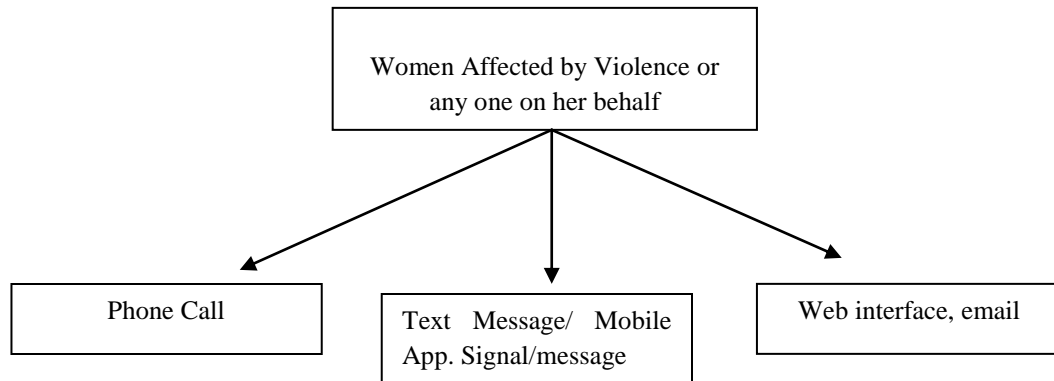 Women Affected by Violence or
any one on her behalf
Phone Call
Text Message/ Mobile
App. Signal/message
Web interface, email